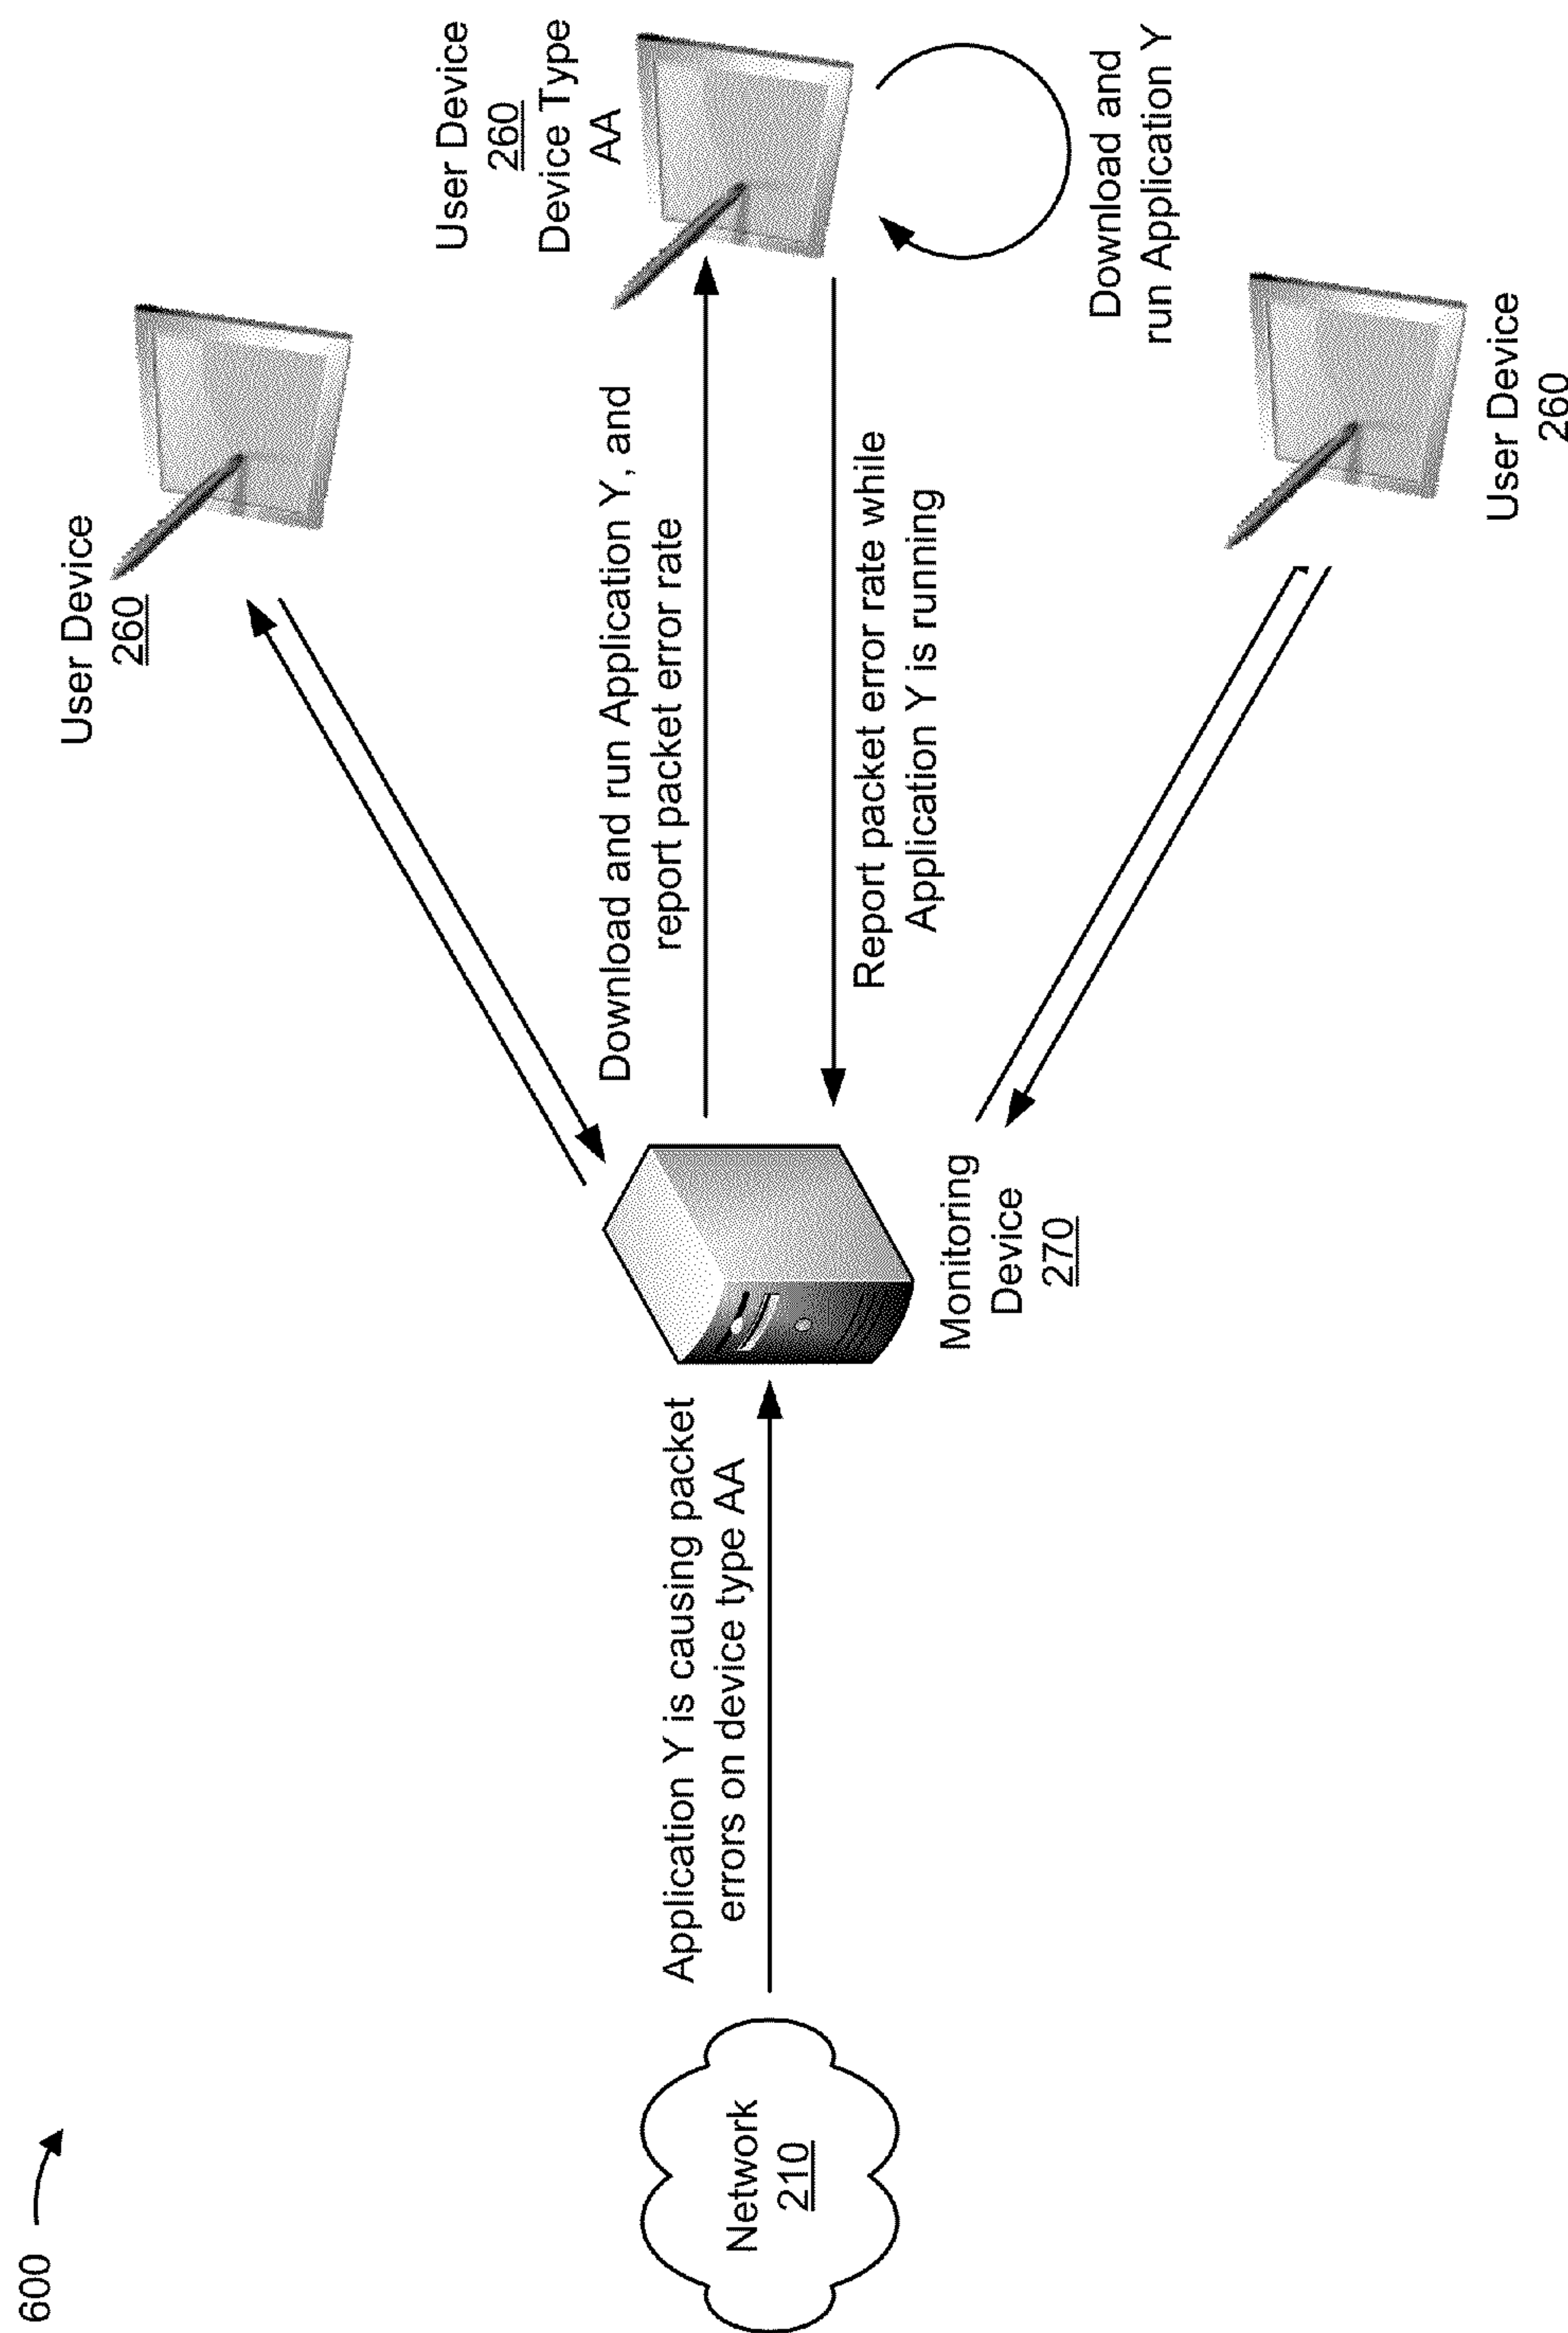 600
Network
210
Application Y is causing packet
errors on device type AA
Monitoring
Device
270
User Device
260
Download and run Application Y, and
report packet error rate
Report packet error rate while
Application Y is running
User Device
260
Device Type
AA
Download and
run Application Y
User Device
260